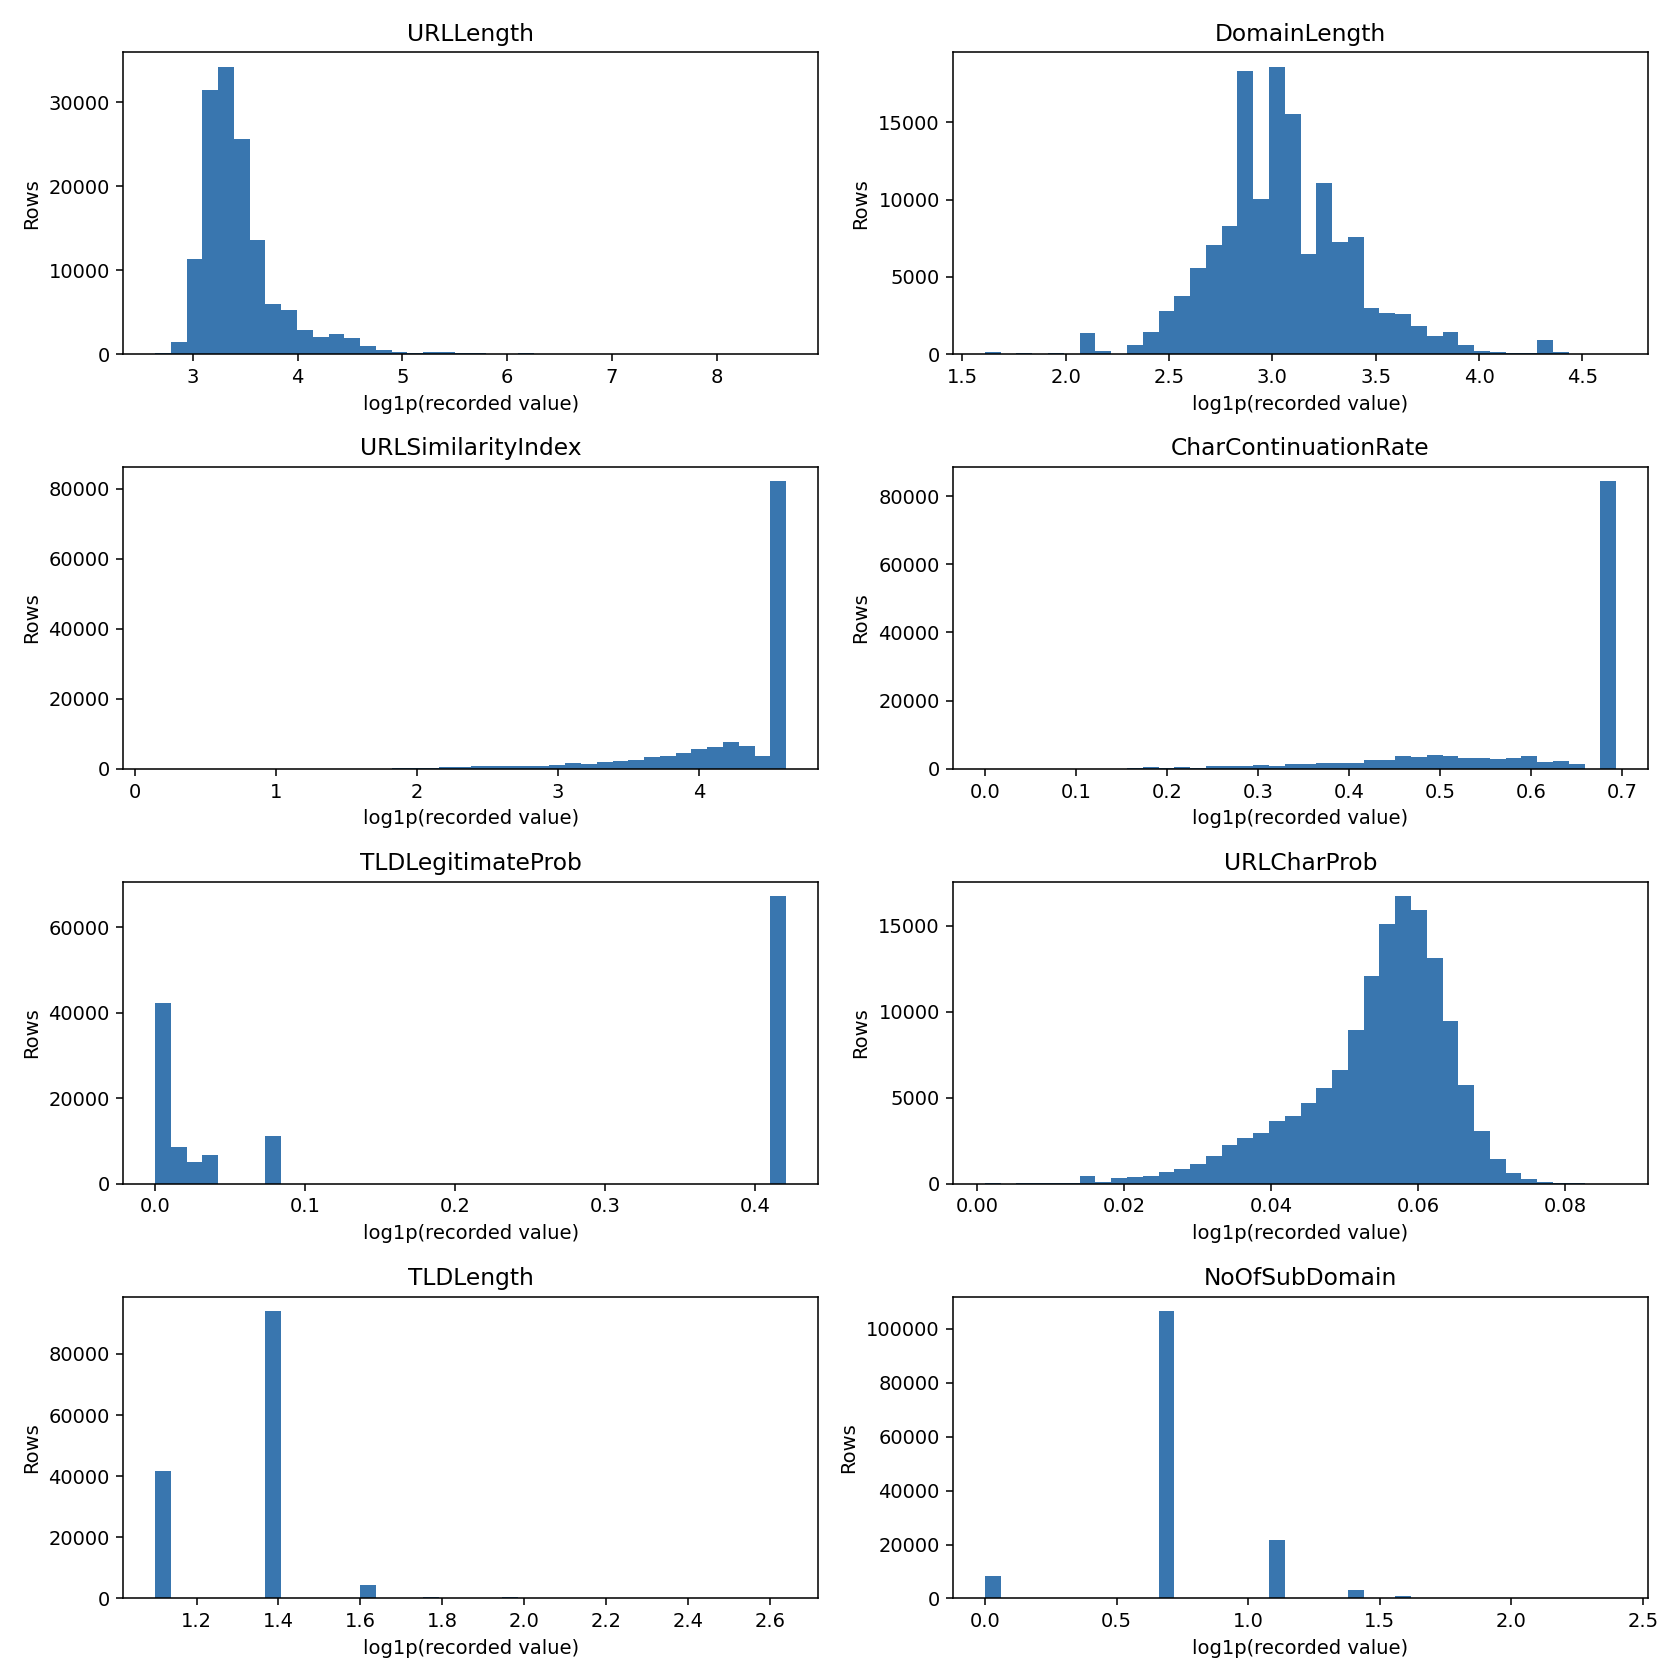 URLLength
30000
20000
10000
0
Rows
3 4 5 6 7 8
log1p(recorded value)
DomainLength
15000
10000
5000
0
Rows
1.5 2.0 2.5 3.0 3.5 4.0 4.5
log1p(recorded value)
URLSimilarityIndex
80000
60000
40000
20000
0
Rows
0 1 2 3 4
log1p(recorded value)
CharContinuationRate
80000
60000
40000
20000
0
Rows
0.0 0.1 0.2 0.3 0.4 0.5 0.6 0.7
log1p(recorded value)
TLDLegitimateProb
60000
40000
20000
0
Rows
0.0 0.1 0.2 0.3 0.4
log1p(recorded value)
URLCharProb
15000
10000
5000
0
Rows
0.00 0.02 0.04 0.06 0.08
log1p(recorded value)
TLDLength
80000
60000
40000
20000
0
Rows
1.2 1.4 1.6 1.8 2.0 2.2 2.4 2.6
log1p(recorded value)
NoOfSubDomain
100000
80000
60000
40000
20000
0
Rows
0.0 0.5 1.0 1.5 2.0 2.5
log1p(recorded value)